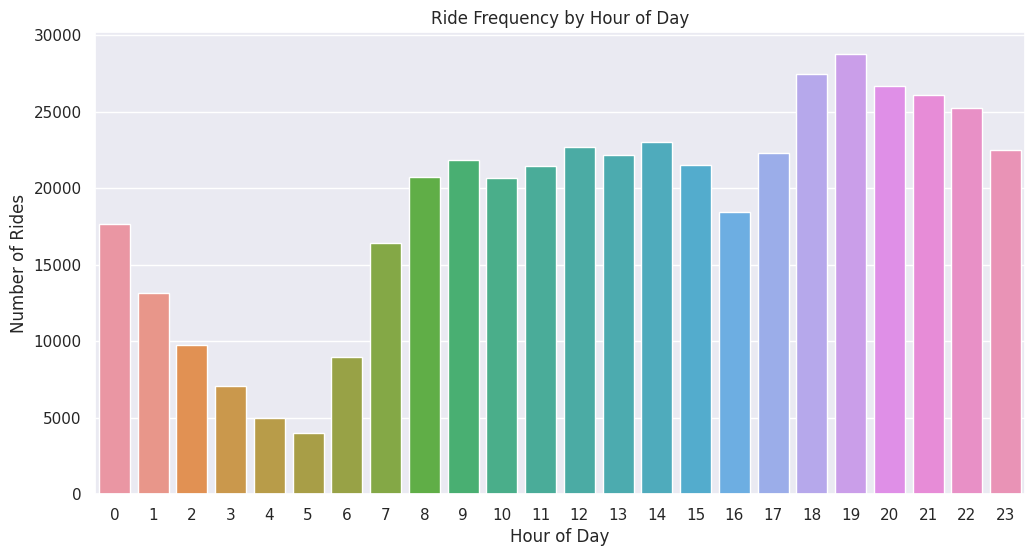 Ride Frequency by Hour of Day
30000
25000
20000
15000
10000
5000
0
Number of Rides
0 1 2 3 4 5 6 7 8 9 10 11 12 13 14 15 16 17 18 19 20 21 22 23
Hour of Day